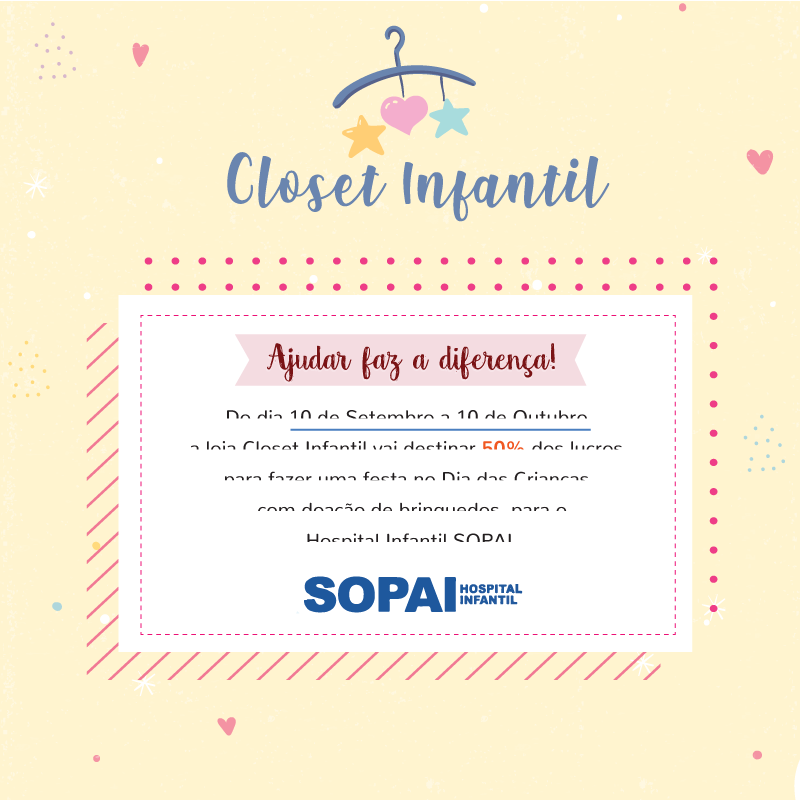 Closet Infantil
Ajudar faz a diferença!
Do dia 10 de Setembro a 10 de Outubro
a loja Closet Infantil vai destinar 50% dos lucros
para fazer uma festa no Dia das Crianças
com doação de brinquedos, para o
Hospital Infantil SOPAI
SOPAI HOSPITAL
INFANTIL